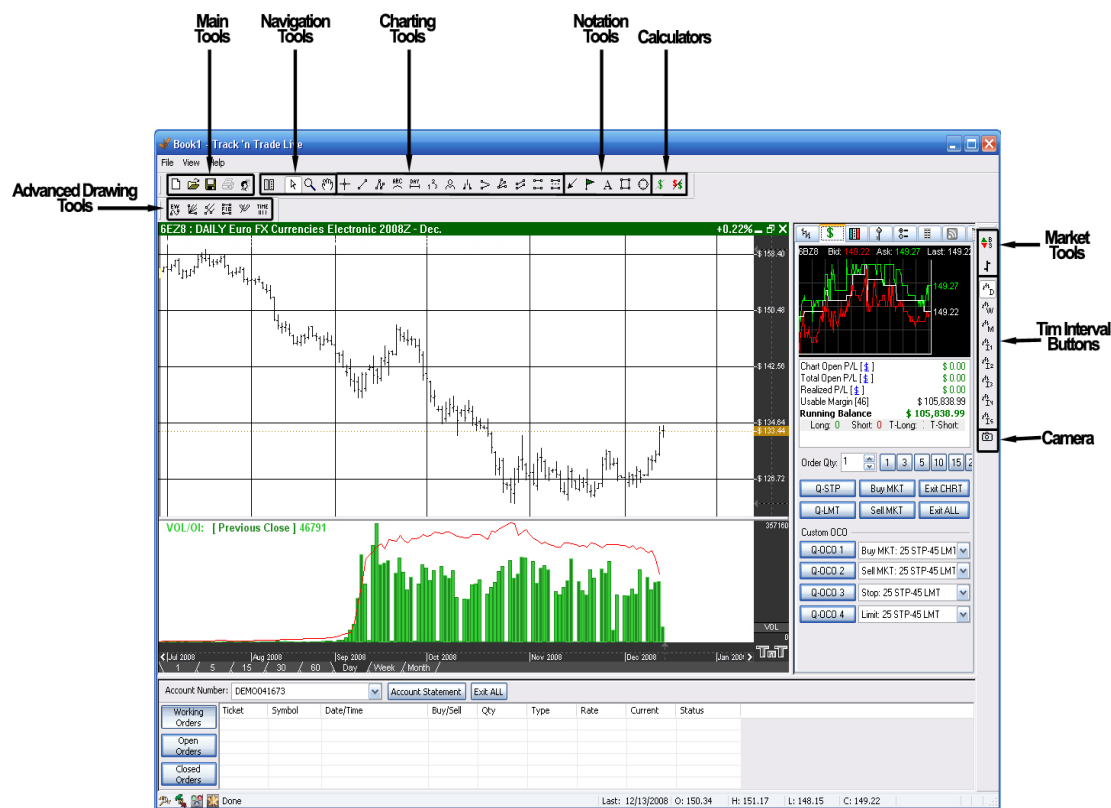 Main
Tools
Navigation
Tools
Charting
Tools
Notation
Tools
Calculators
Book1 - Track 'n Trade Live
File View Help
Advanced Drawing
Tools
6EZ8 : DAILY Euro FX Currencies Electronic 2008Z - Dec.
+0.22%
Market
Tools
Tim Interval
Buttons
Camera
$158.40
$150.48
$142.56
$134.64
$133.44
$126.72
6BZ8 Bid: 149.22 Ask: 149.27 Last: 149.22
149.27
149.22
Chart Open P/L [$] $ 0.00
Total Open P/L [$] $ 0.00
Realized P/L [$] $ 0.00
Usable Margin [46] $ 105,838.99
Running Balance $ 105,838.99
Long: 0 Short: 0 T-Long: T-Short:
Order Qty: 1 1 3 5 10 15 2
Q-STP Buy MKT Exit CHRT
Q-LMT Sell MKT Exit ALL
Custom OCO
Q-OCO 1 Buy MKT: 25 STP-45 LMT
Q-OCO 2 Sell MKT: 25 STP-45 LMT
Q-OCO 3 Stop: 25 STP-45 LMT
Q-OCO 4 Limit: 25 STP-45 LMT
VOL/OI: [ Previous Close ] 46791
357160
VOL
0
Jul 2008 Aug 2008 Sep 2008 Oct 2008 Nov 2008 Dec 2008 Jan 200
1 5 15 30 60 Day Week Month
TnT
Account Number: DEMO041673 Account Statement Exit ALL
Working
Orders
Ticket Symbol Date/Time Buy/Sell Qty Type Rate Current Status
Open
Orders
Closed
Orders
Done
Last: 12/13/2008 O: 150.34 H: 151.17 L: 148.15 C: 149.22